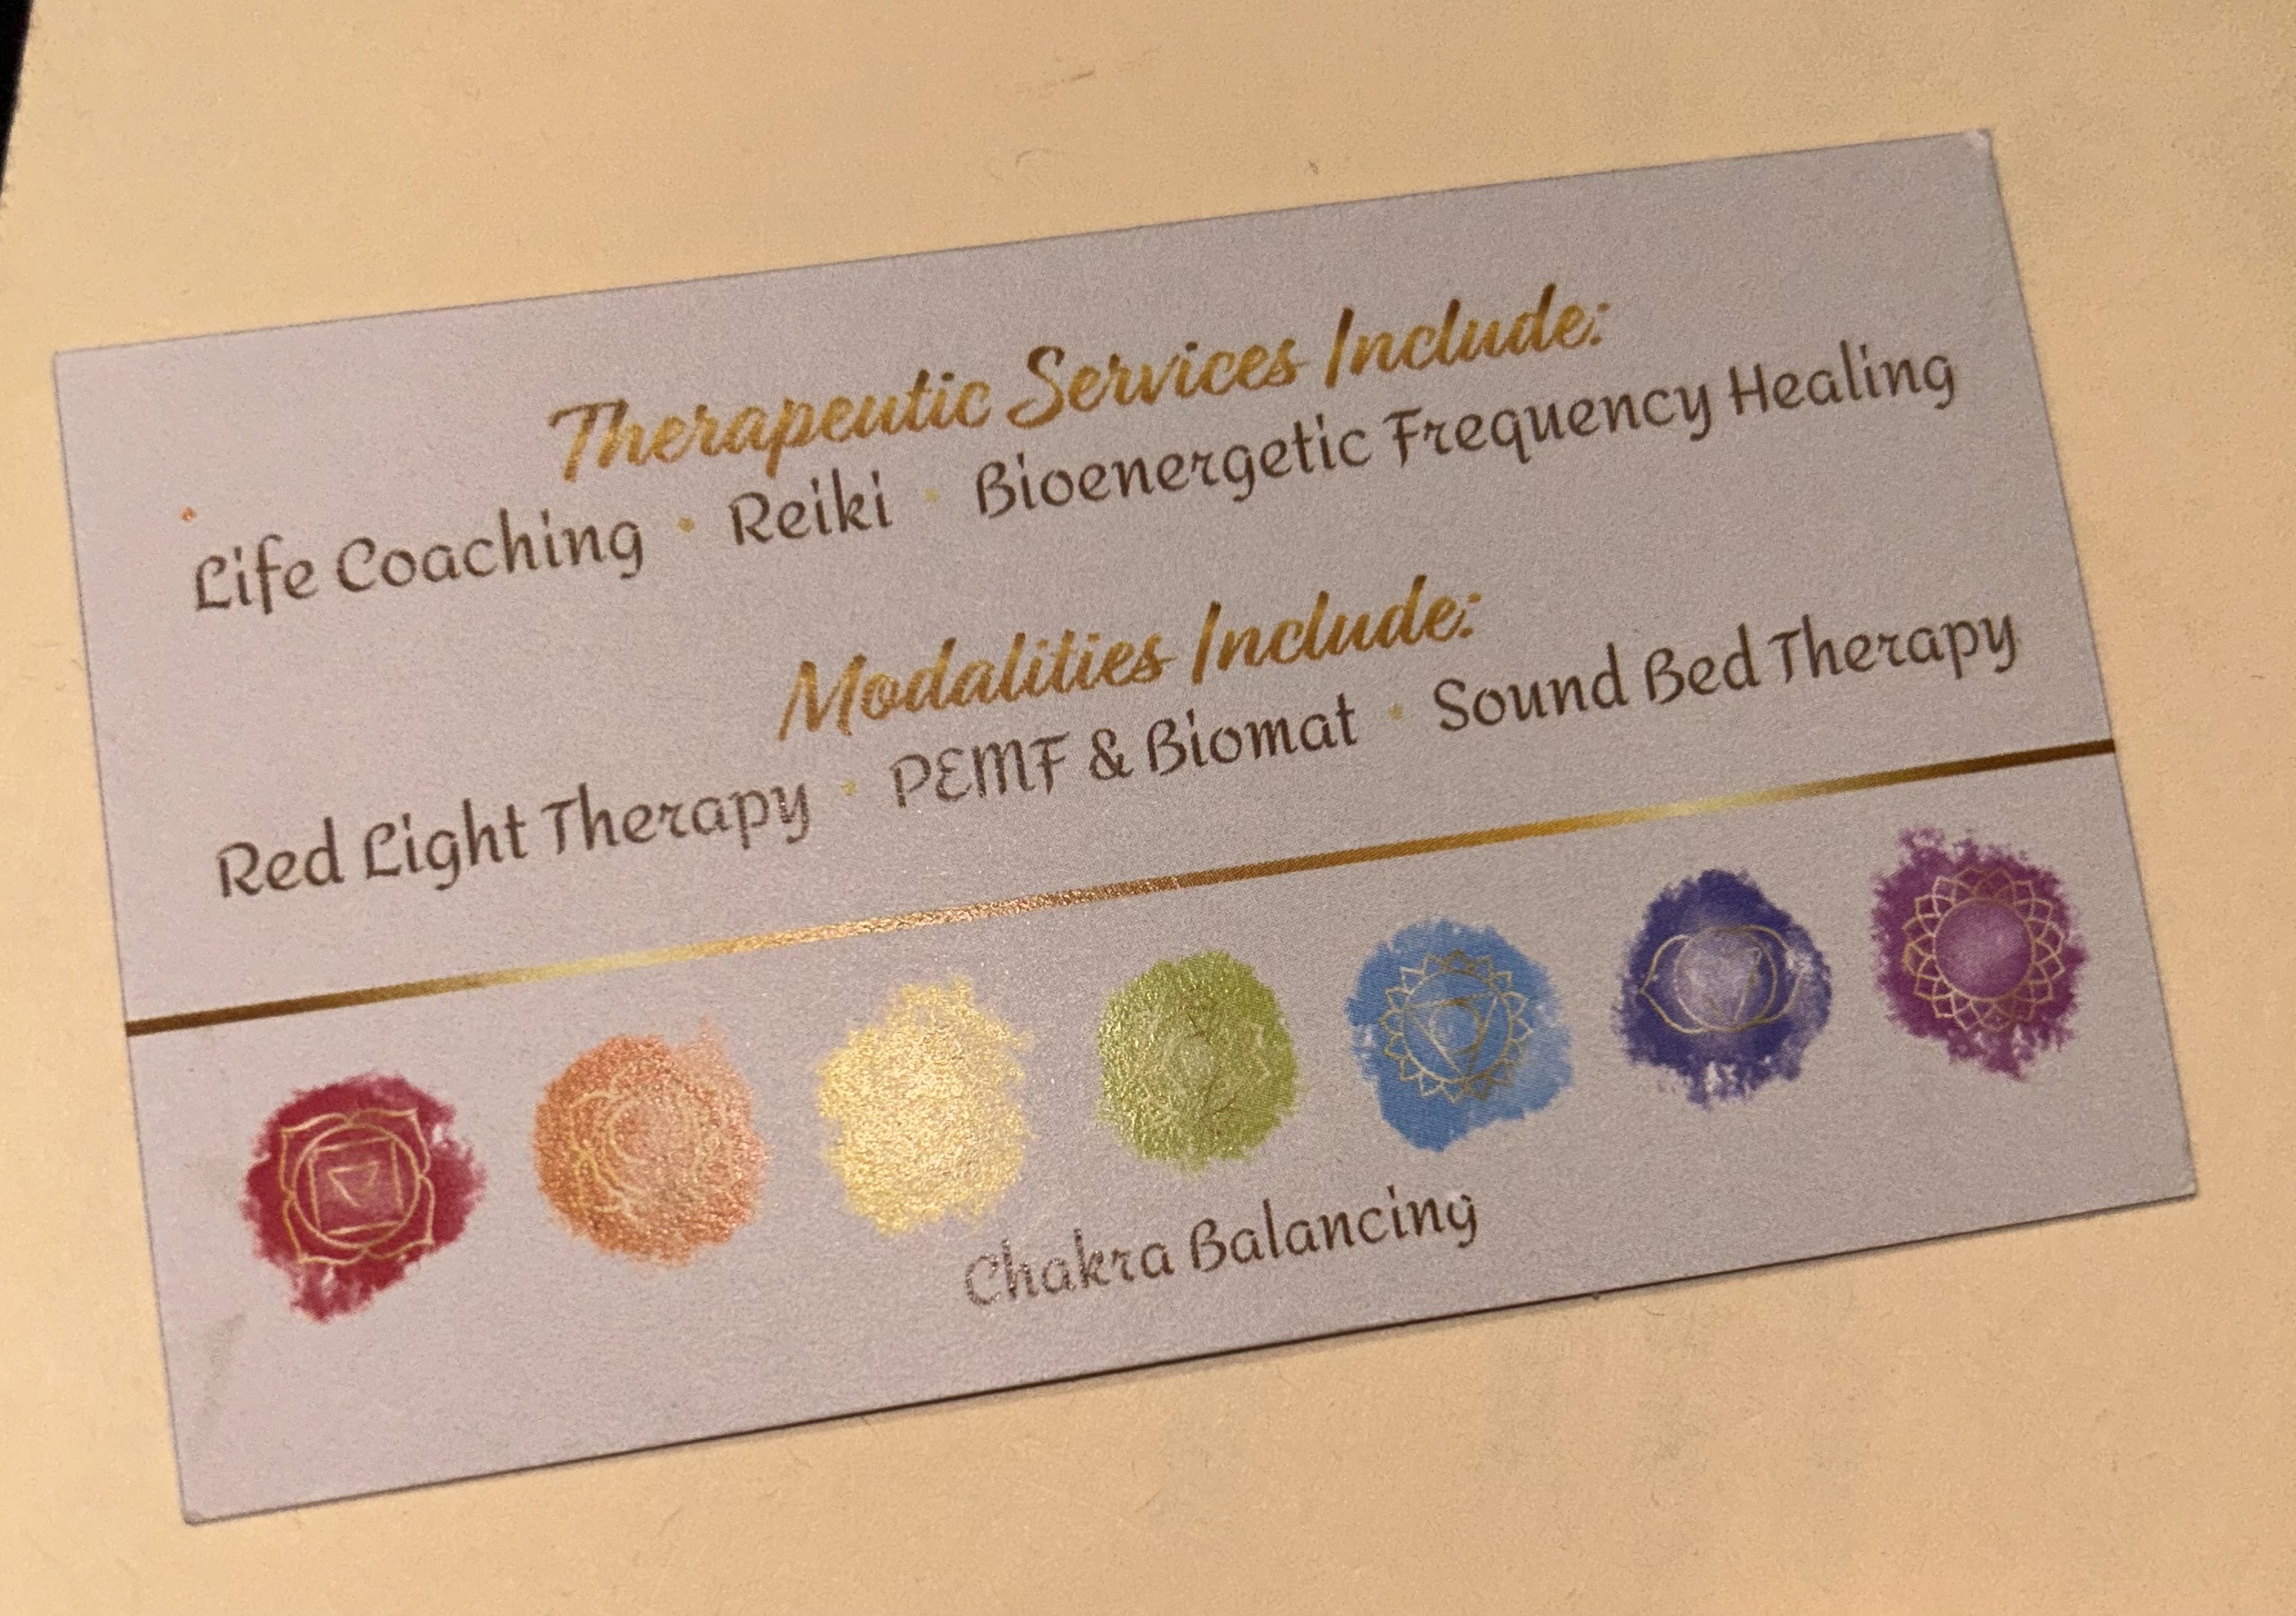 Therapeutic Services Include:
Life Coaching · Reiki · Bioenergetic Frequency Healing
Modalities Include:
Red Light Therapy · PEMF & Biomat · Sound Bed Therapy
Chakra Balancing